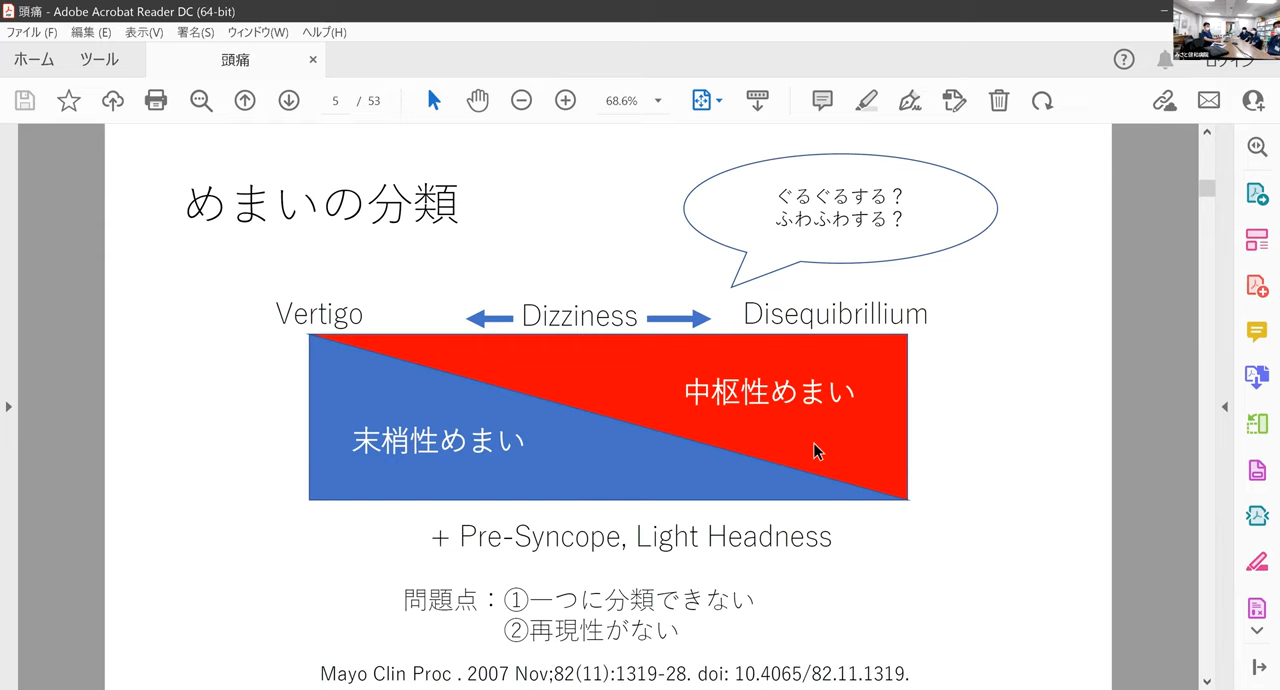 頭痛 - Adobe Acrobat Reader DC (64-bit)
ファイル(F) 編集(E) 表示(V) 署名(S) ウィンドウ(W) ヘルプ(H)
ホーム ツール 頭痛 ×
ログイン
5 / 53 68.6%
めまいの分類
ぐるぐるする？
ふわふわする？
Vertigo Dizziness Disequibrillium
中枢性めまい
末梢性めまい
+ Pre-Syncope, Light Headness
問題点：①一つに分類できない
②再現性がない
Mayo Clin Proc . 2007 Nov;82(11):1319-28. doi: 10.4065/82.11.1319.